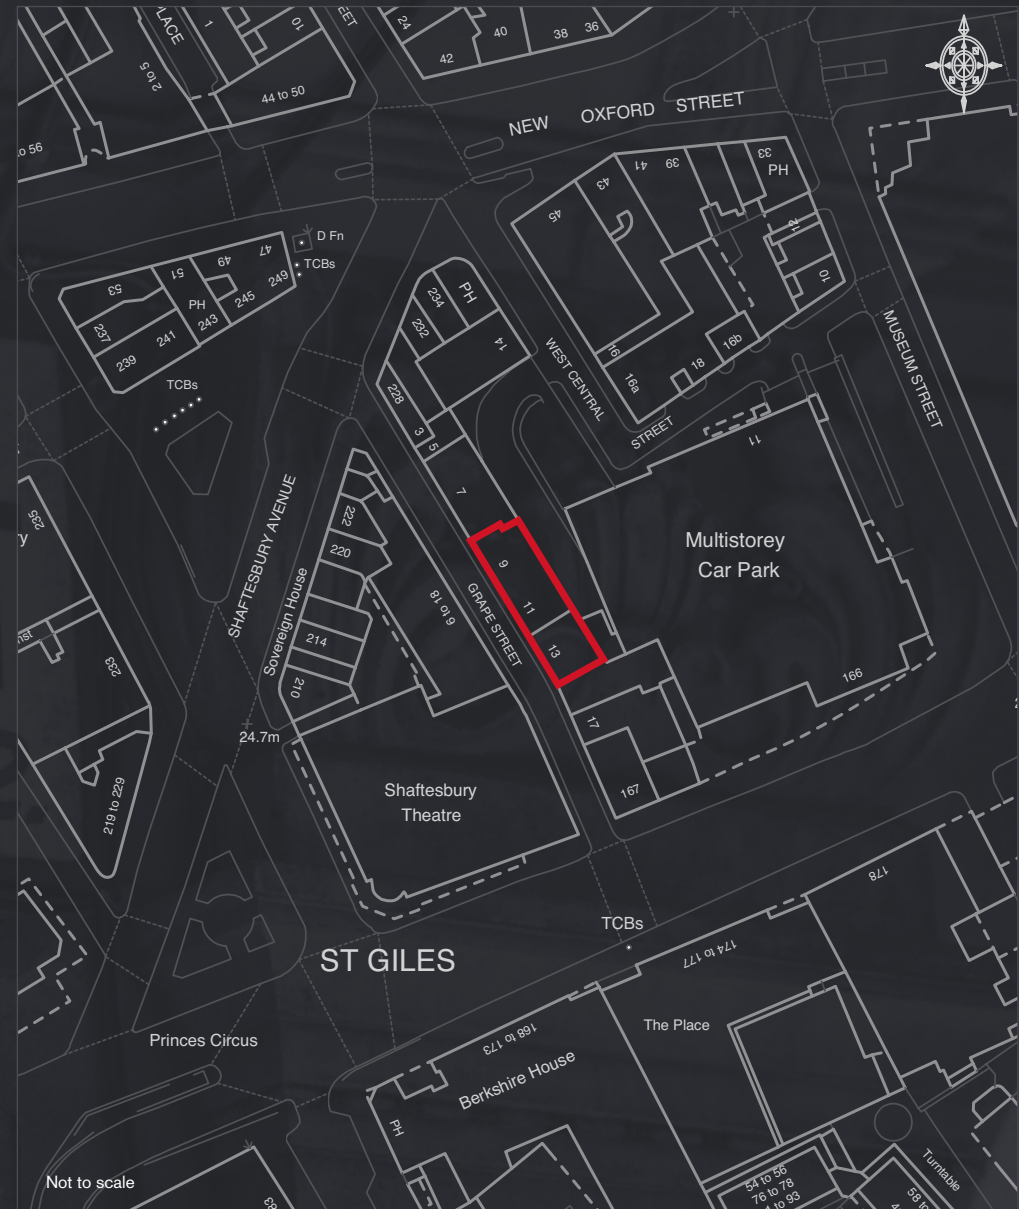 PLACE
1
10
24
42
40
38
36
2 to 5
44 to 50
to 56
NEW OXFORD STREET
45
43
41
39
33
PH
12
10
D Fn
TCBs
53
51
49
47
249
PH
245
243
241
239
237
TCBs
234
PH
232
14
228
3
5
7
WEST CENTRAL
STREET
16
16a
18
16b
MUSEUM STREET
11
Multistorey
Car Park
166
235
233
219 to 229
SHAFTESBURY AVENUE
Sovereign House
222
220
214
210
6 to 18
GRAPE STREET
9
11
13
17
167
24.7m
Shaftesbury
Theatre
ST GILES
TCBs
178
174 to 177
168 to 173
The Place
Princes Circus
Berkshire House
PH
Turntable
54 to 56
76 to 78
Not to scale